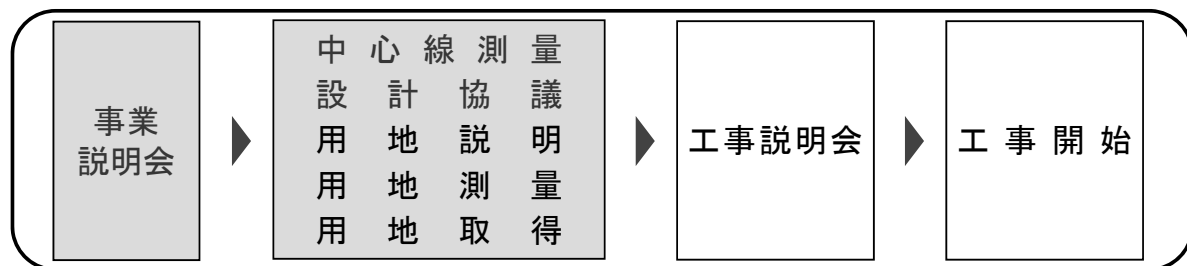 事業
説明会
中心線測量
設計協議
用地説明
用地測量
用地取得
工事説明会
工事開始